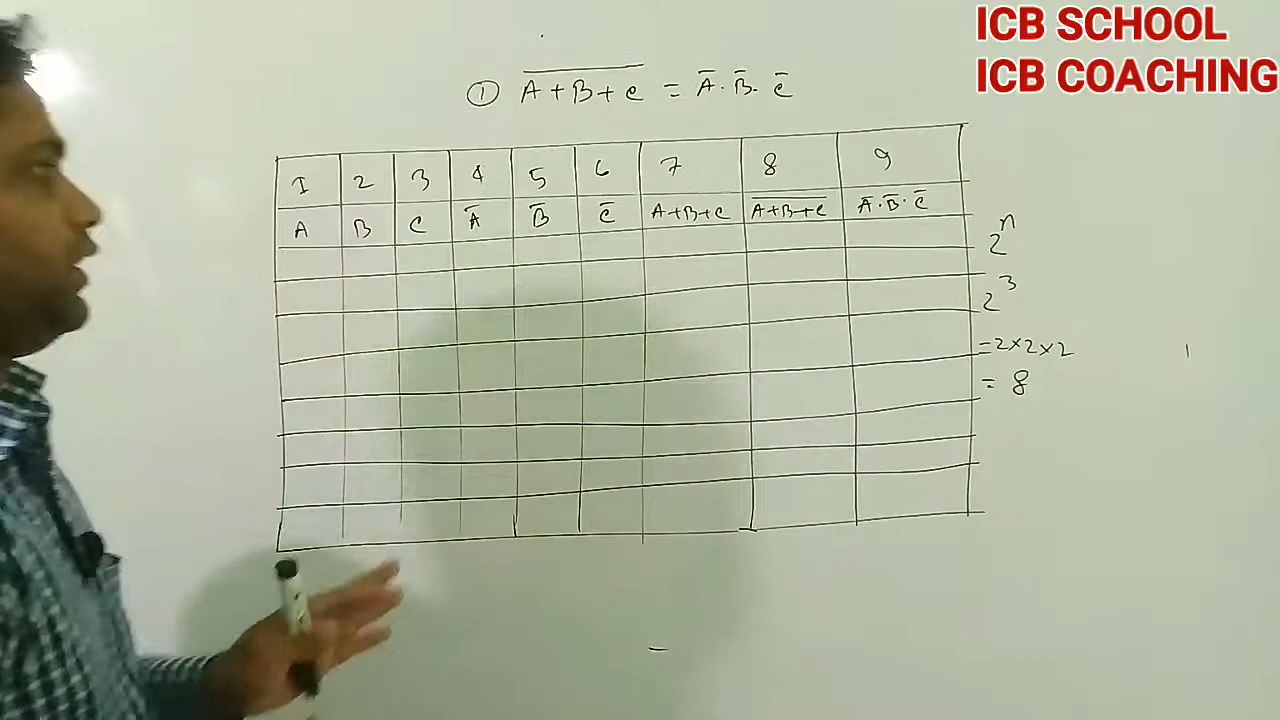 ICB SCHOOL
ICB COACHING
① A̅+̅B̅+̅C̅ = A̅ · B̅ · C̅
1 2 3 4 5 6 7 8 9
A B C A̅ B̅ C̅ A+B+C A̅+̅B̅+̅C̅ A̅·B̅·C̅
2ⁿ
2³
=2×2×2
= 8